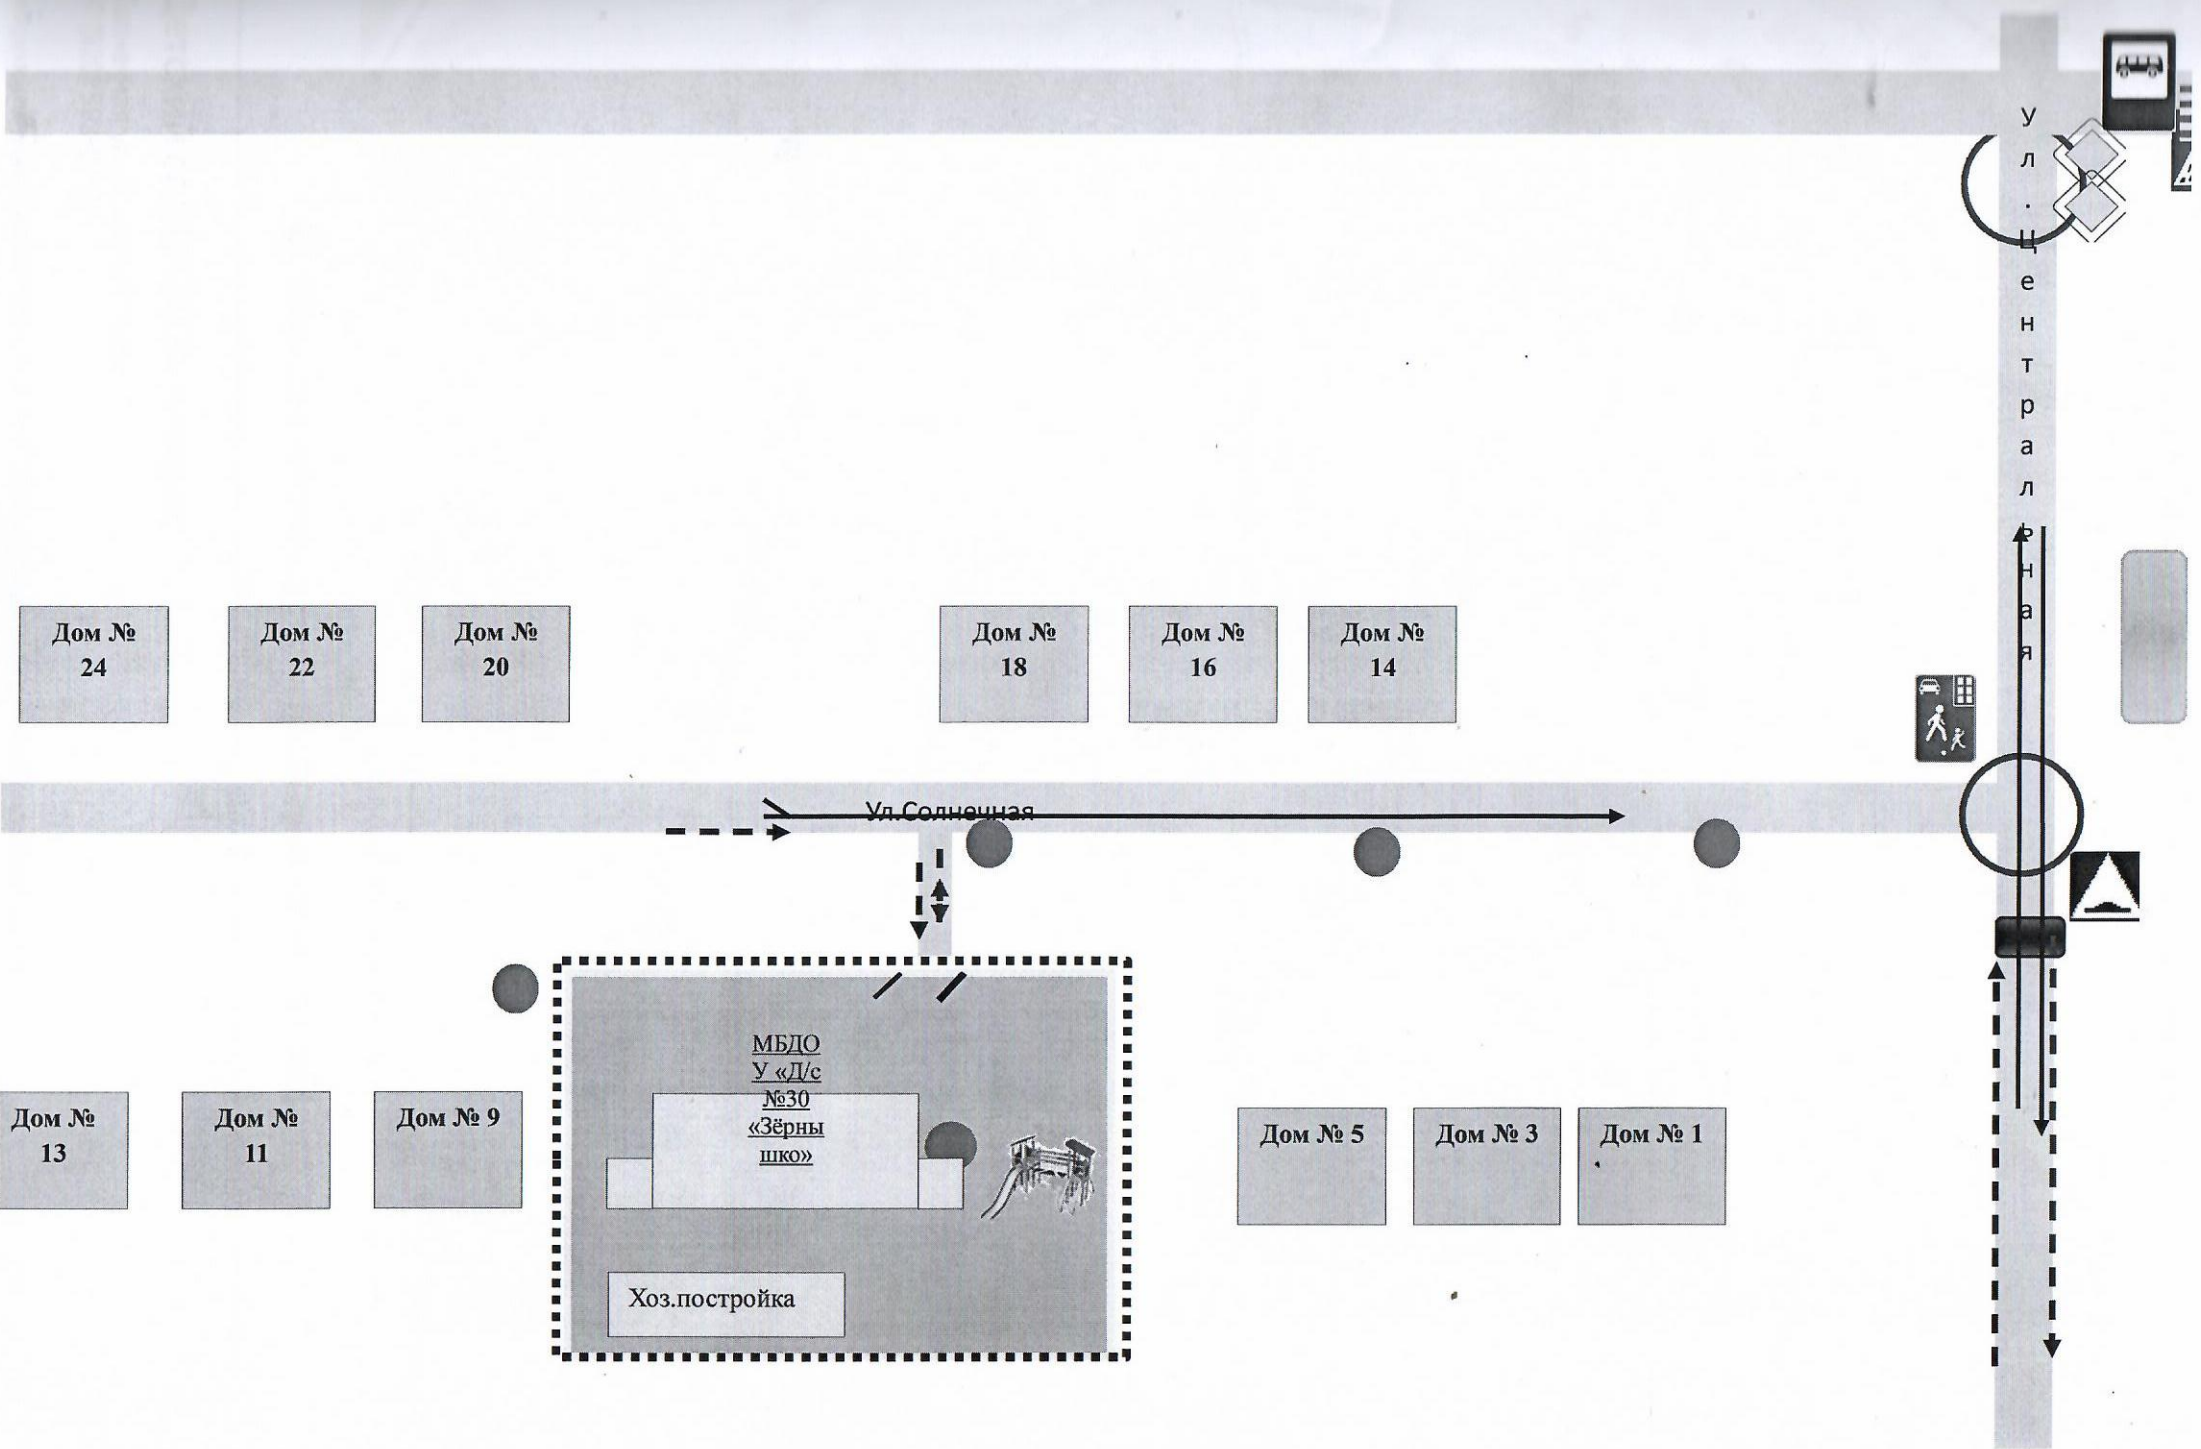 Ул. Центральная
Дом №
24
Дом №
22
Дом №
20
Дом №
18
Дом №
16
Дом №
14
Ул.Солнечная
МБДО
У «Д/с
№30
«Зёрны
шко»
Хоз.постройка
Дом №
13
Дом №
11
Дом № 9
Дом № 5
Дом № 3
Дом № 1